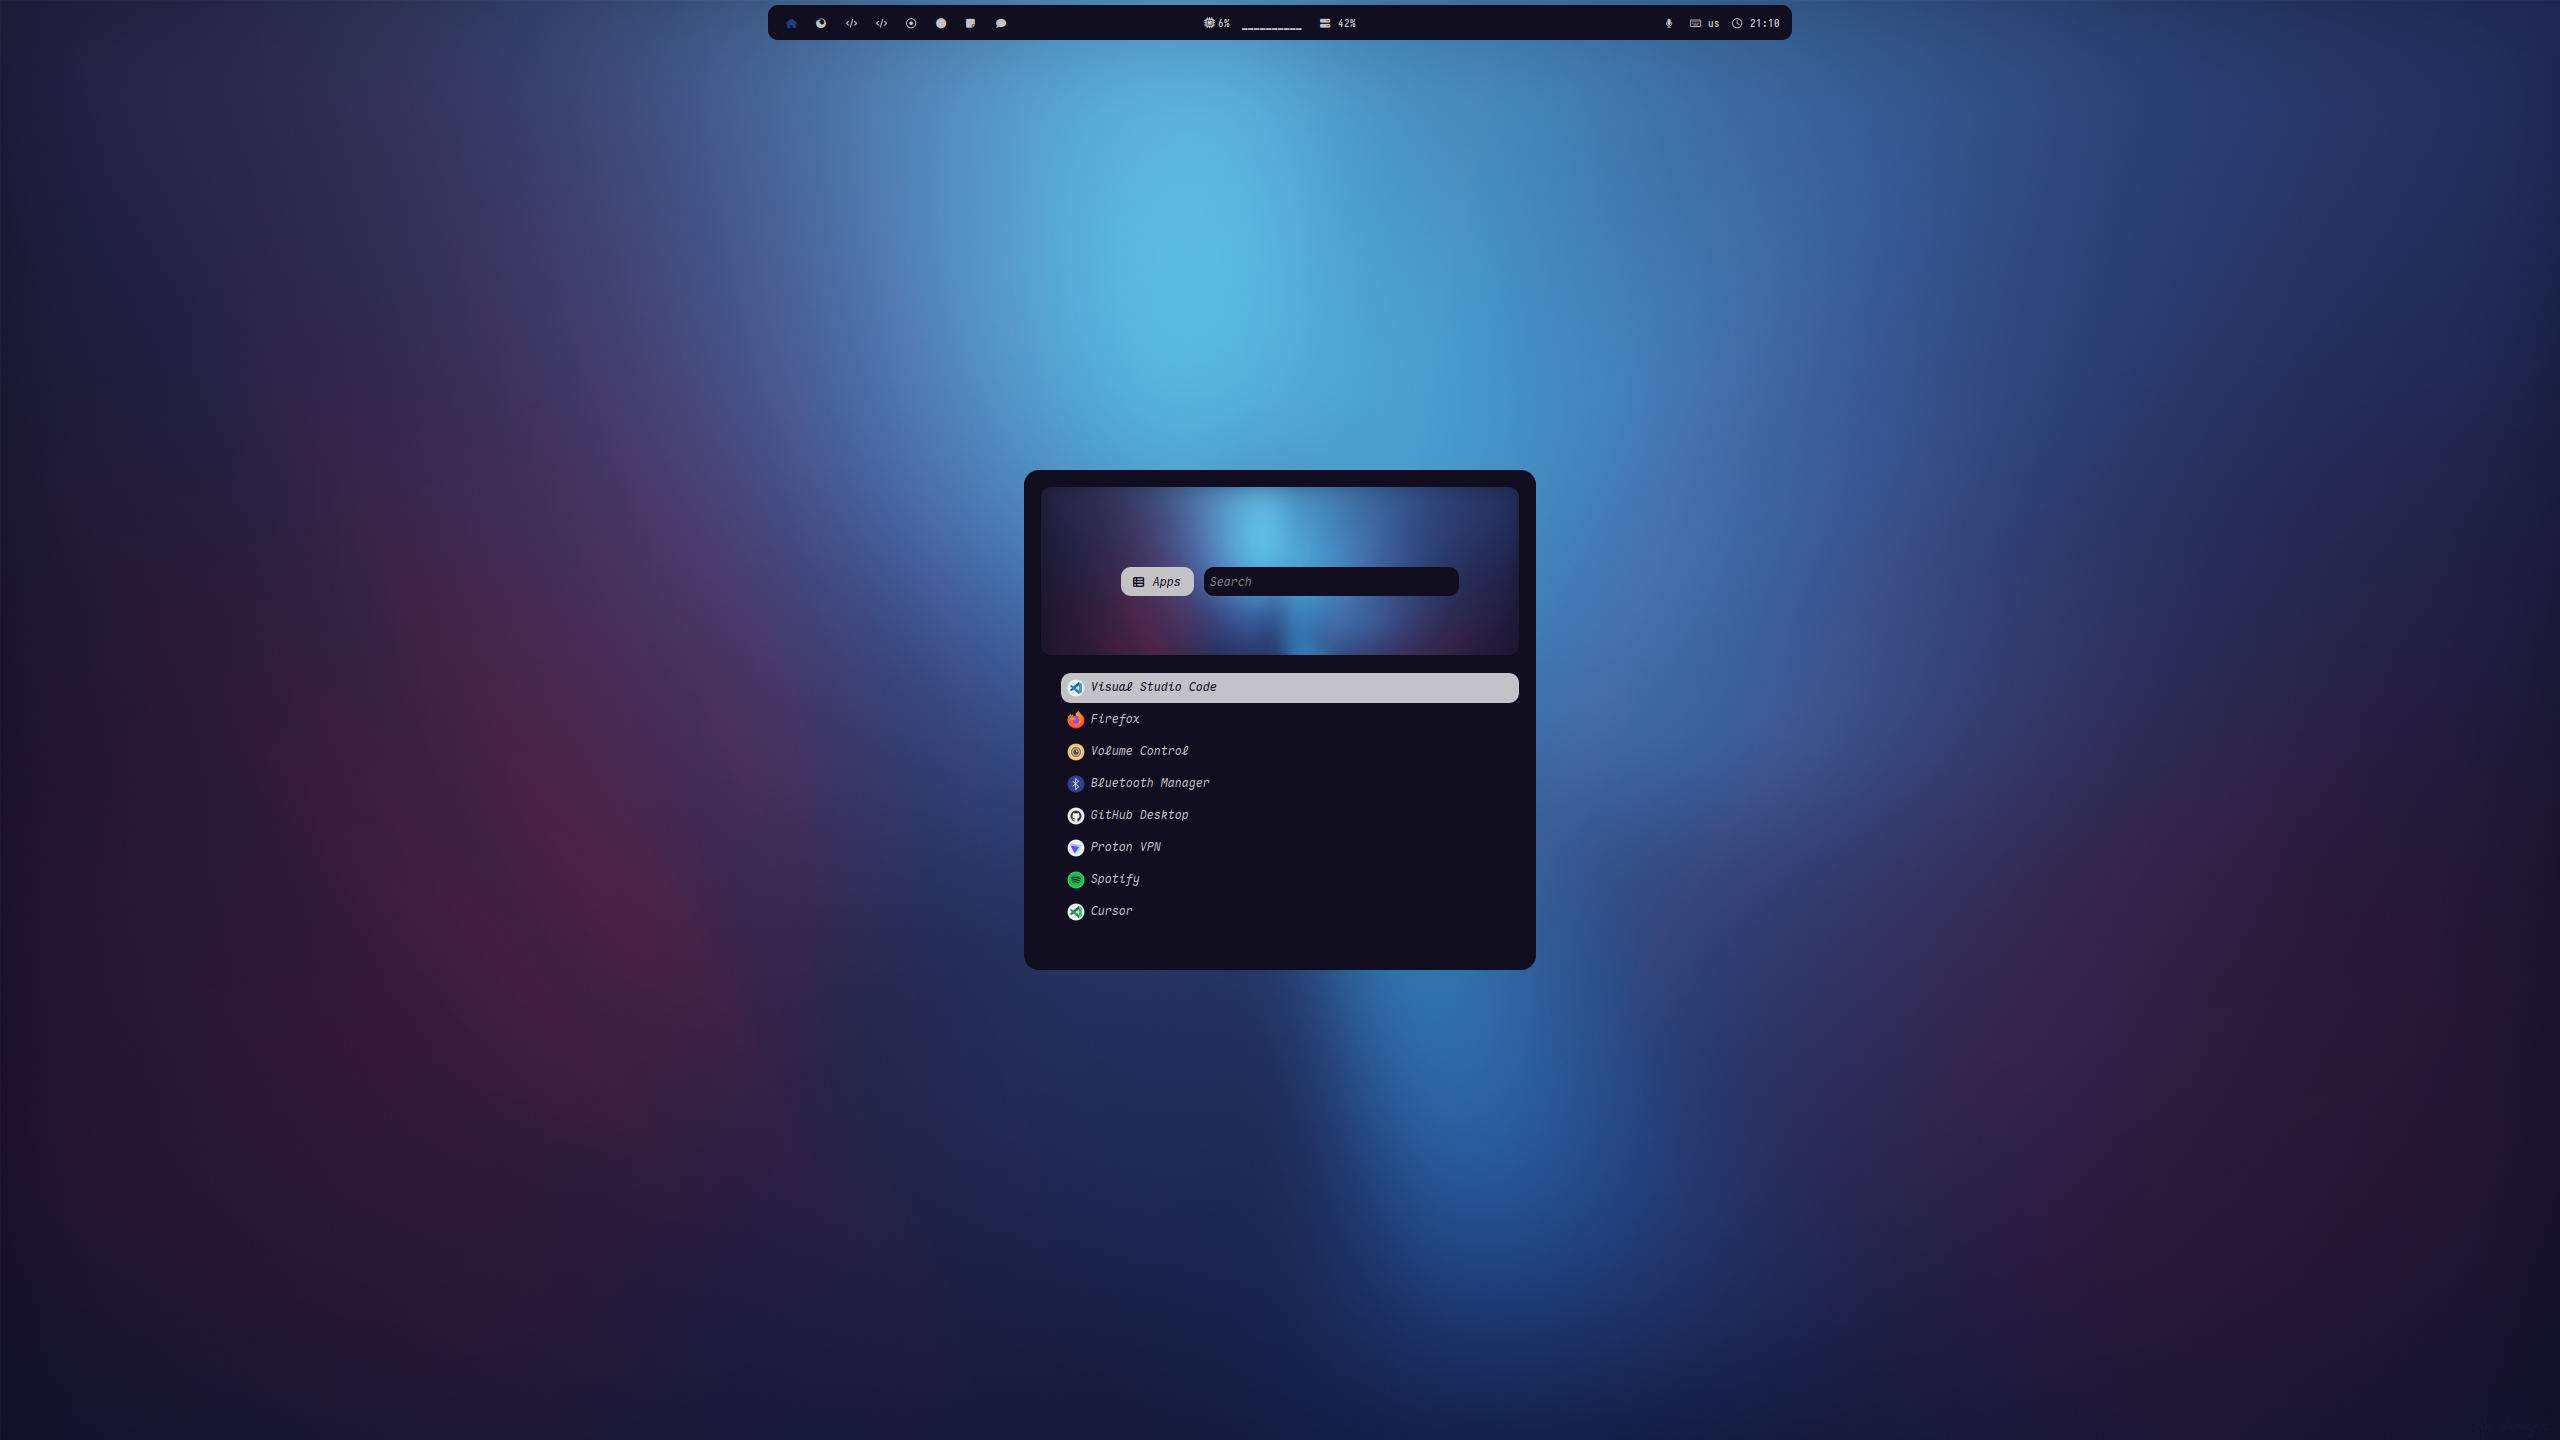 6% 42% us 21:10
Apps Search
Visual Studio Code
Firefox
Volume Control
Bluetooth Manager
GitHub Desktop
Proton VPN
Spotify
Cursor